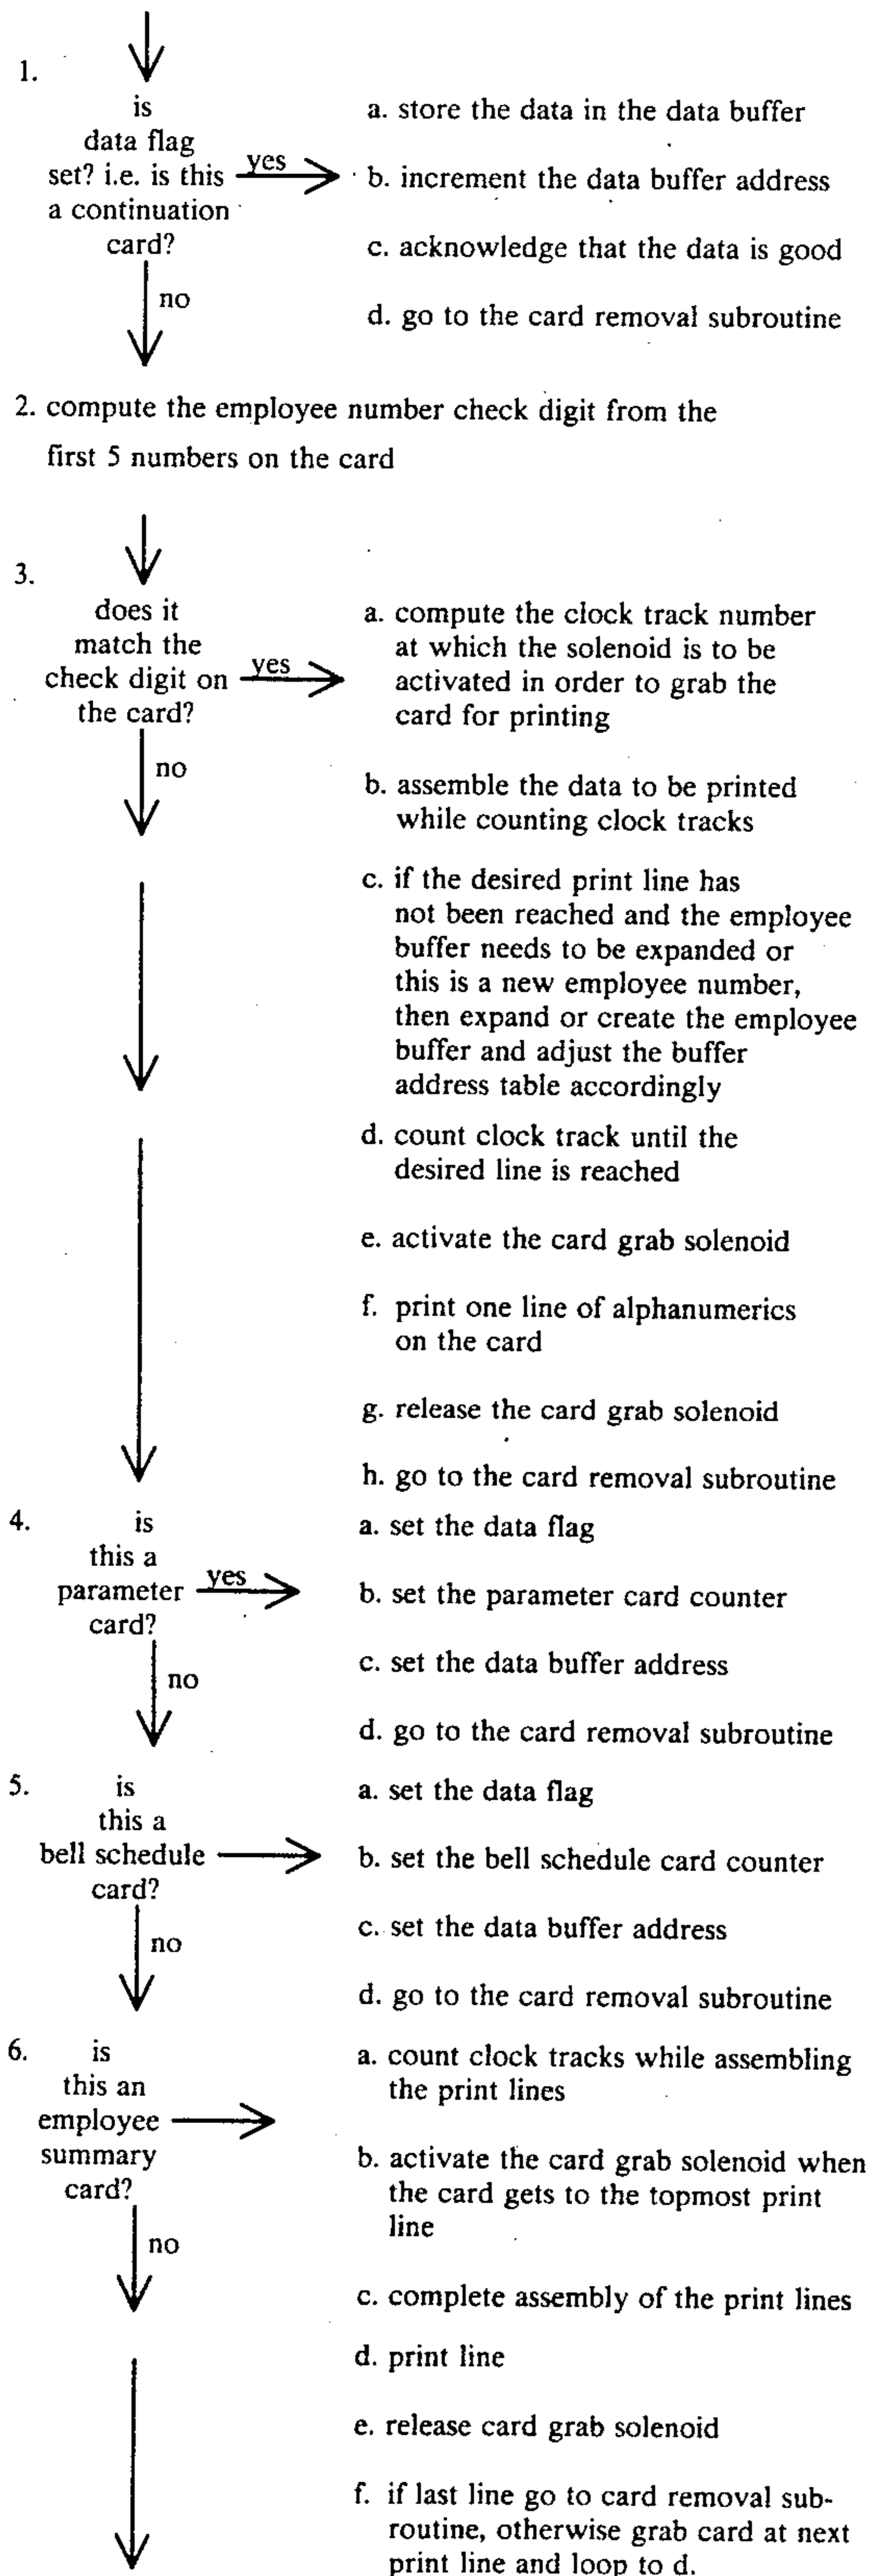 1.
is
data flag
set? i.e. is this
a continuation
card?
yes
no
a. store the data in the data buffer
b. increment the data buffer address
c. acknowledge that the data is good
d. go to the card removal subroutine
2. compute the employee number check digit from the
first 5 numbers on the card
3.
does it
match the
check digit on
the card?
yes
no
a. compute the clock track number
at which the solenoid is to be
activated in order to grab the
card for printing
b. assemble the data to be printed
while counting clock tracks
c. if the desired print line has
not been reached and the employee
buffer needs to be expanded or
this is a new employee number,
then expand or create the employee
buffer and adjust the buffer
address table accordingly
d. count clock track until the
desired line is reached
e. activate the card grab solenoid
f. print one line of alphanumerics
on the card
g. release the card grab solenoid
h. go to the card removal subroutine
4.
is
this a
parameter
card?
yes
no
a. set the data flag
b. set the parameter card counter
c. set the data buffer address
d. go to the card removal subroutine
5.
is
this a
bell schedule
card?
no
a. set the data flag
b. set the bell schedule card counter
c. set the data buffer address
d. go to the card removal subroutine
6.
is
this an
employee
summary
card?
no
a. count clock tracks while assembling
the print lines
b. activate the card grab solenoid when
the card gets to the topmost print
line
c. complete assembly of the print lines
d. print line
e. release card grab solenoid
f. if last line go to card removal sub-
routine, otherwise grab card at next
print line and loop to d.